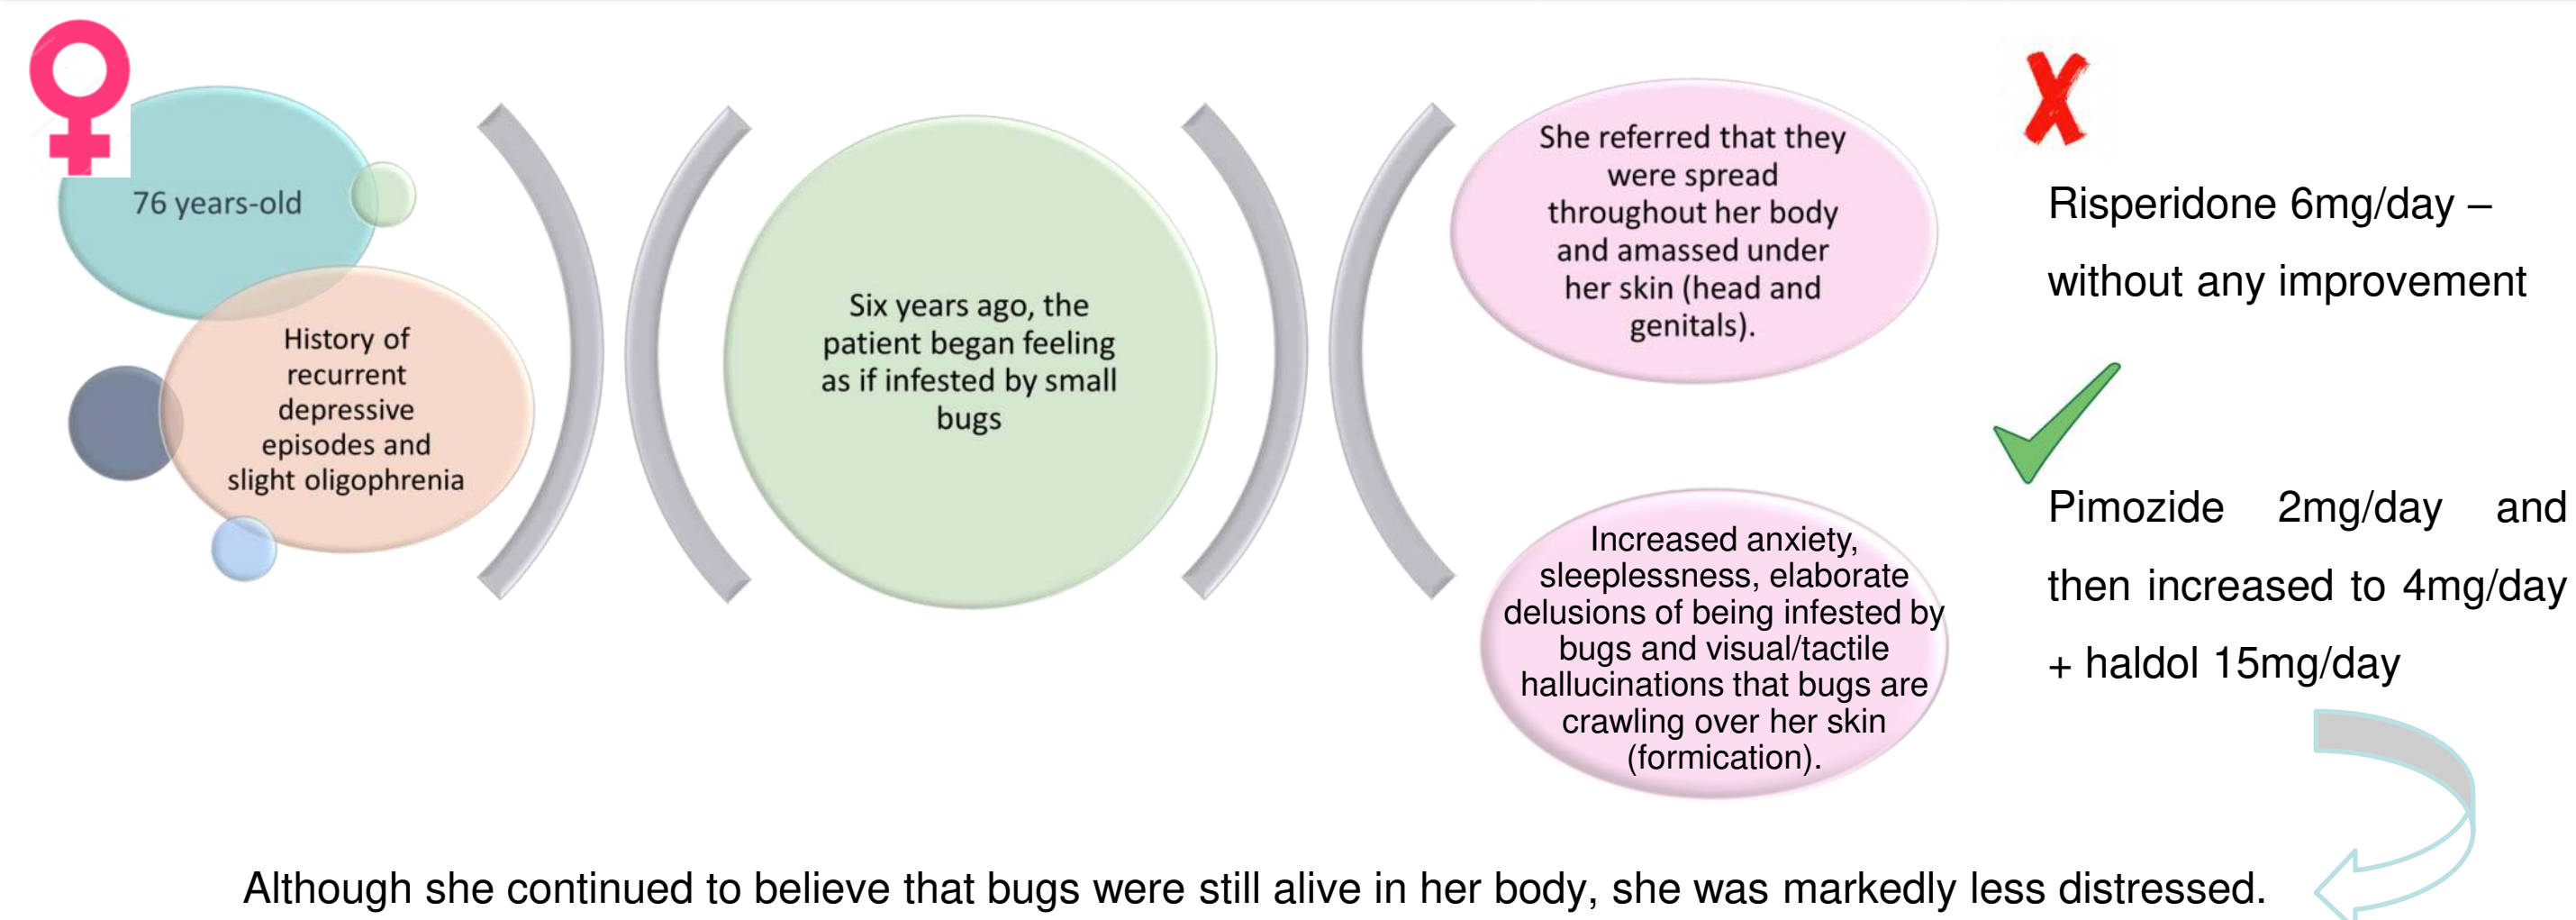 76 years-old
History of
recurrent
depressive
episodes and
slight oligophrenia
Six years ago, the
patient began feeling
as if infested by small
bugs
She referred that they
were spread
throughout her body
and amassed under
her skin (head and
genitals).
Increased anxiety,
sleeplessness, elaborate
delusions of being infested by
bugs and visual/tactile
hallucinations that bugs are
crawling over her skin
(formication).
Risperidone 6mg/day –
without any improvement
Pimozide 2mg/day and
then increased to 4mg/day
+ haldol 15mg/day
Although she continued to believe that bugs were still alive in her body, she was markedly less distressed.